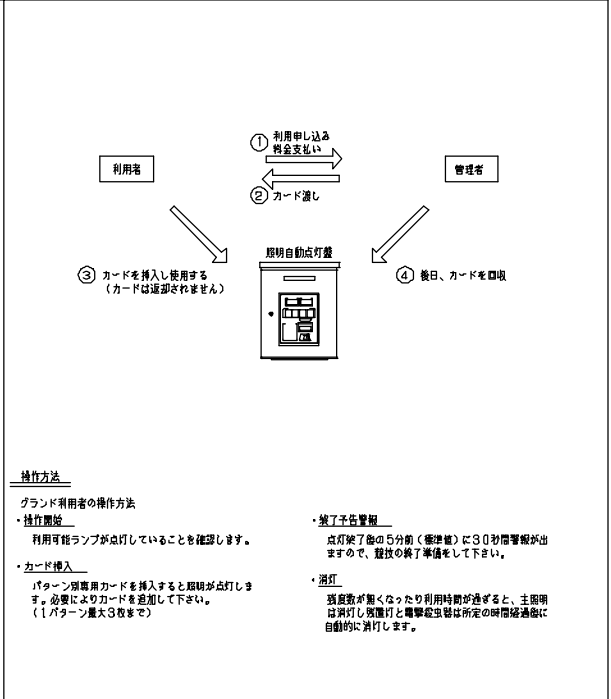 ① 利用申し込み
料金支払い
利用者
管理者
② カード渡し
照明自動点灯盤
③ カードを挿入し使用する
（カードは返却されません）
④ 後日、カードを回収
操作方法
グランド利用者の操作方法
・操作開始
利用可能ランプが点灯していることを確認します。
・カード挿入
パターン別専用カードを挿入すると照明が点灯しま
す。必要によりカードを追加して下さい。
（１パターン最大３枚まで）
・終了予告警報
点灯終了後の５分前（標準値）に３０秒間警報が出
ますので、競技の終了準備をして下さい。
・消灯
残度数が無くなったり利用時間が過ぎると、主照明
は消灯し残置灯と電撃殺虫器は所定の時間経過後に
自動的に消灯します。